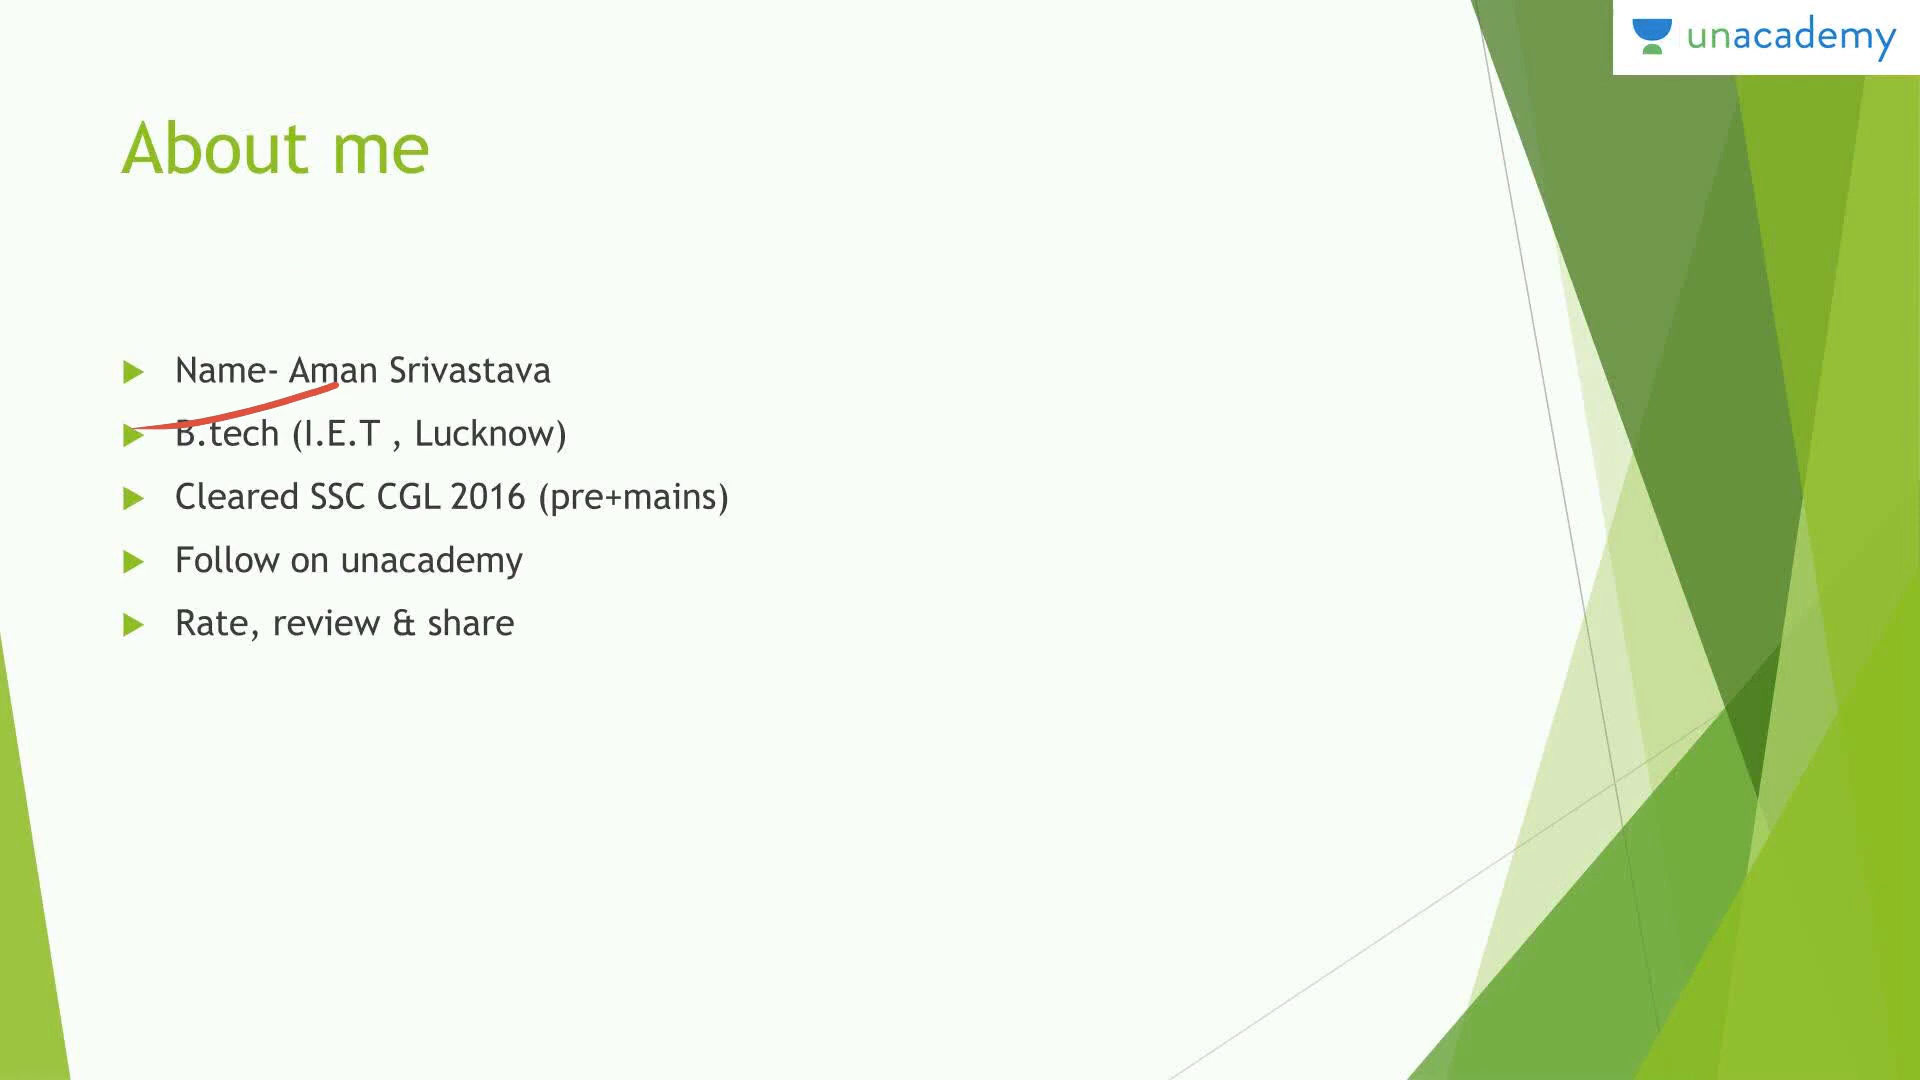 unacademy
About me
Name- Aman Srivastava
B.tech (I.E.T , Lucknow)
Cleared SSC CGL 2016 (pre+mains)
Follow on unacademy
Rate, review & share